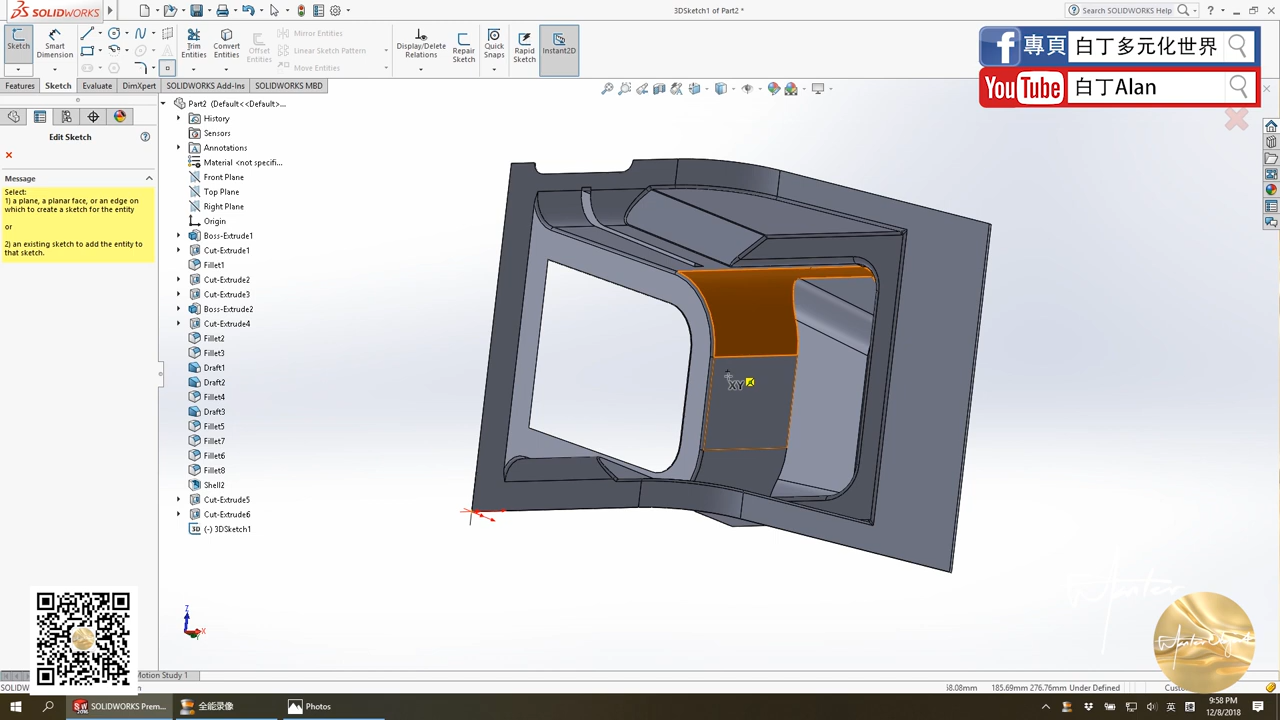 SOLIDWORKS
3DSketch1 of Part2 *
Search SOLIDWORKS Help
Sketch
Smart Dimension
Trim Entities
Convert Entities
Offset Entities
Mirror Entities
Linear Sketch Pattern
Move Entities
Display/Delete Relations
Repair Sketch
Quick Snaps
Rapid Sketch
Instant2D
f 專頁 白丁多元化世界
YouTube 白丁Alan
Features
Sketch
Evaluate
DimXpert
SOLIDWORKS Add-Ins
SOLIDWORKS MBD
Edit Sketch
Message
Select:
1) a plane, a planar face, or an edge on
which to create a sketch for the entity
or
2) an existing sketch to add the entity to
that sketch.
Part2 (Default<<Default>...
History
Sensors
Annotations
Material <not specifi...
Front Plane
Top Plane
Right Plane
Origin
Boss-Extrude1
Cut-Extrude1
Fillet1
Cut-Extrude2
Cut-Extrude3
Boss-Extrude2
Cut-Extrude4
Fillet2
Fillet3
Draft1
Draft2
Fillet4
Draft3
Fillet5
Fillet7
Fillet6
Fillet8
Shell2
Cut-Extrude5
Cut-Extrude6
3D (-) 3DSketch1
XY
Z
X
Motion Study 1
SOLIDW
185.69mm 276.76mm Under Defined
SOLIDWORKS Prem...
全能录像
Photos
英
9:58 PM
12/8/2018